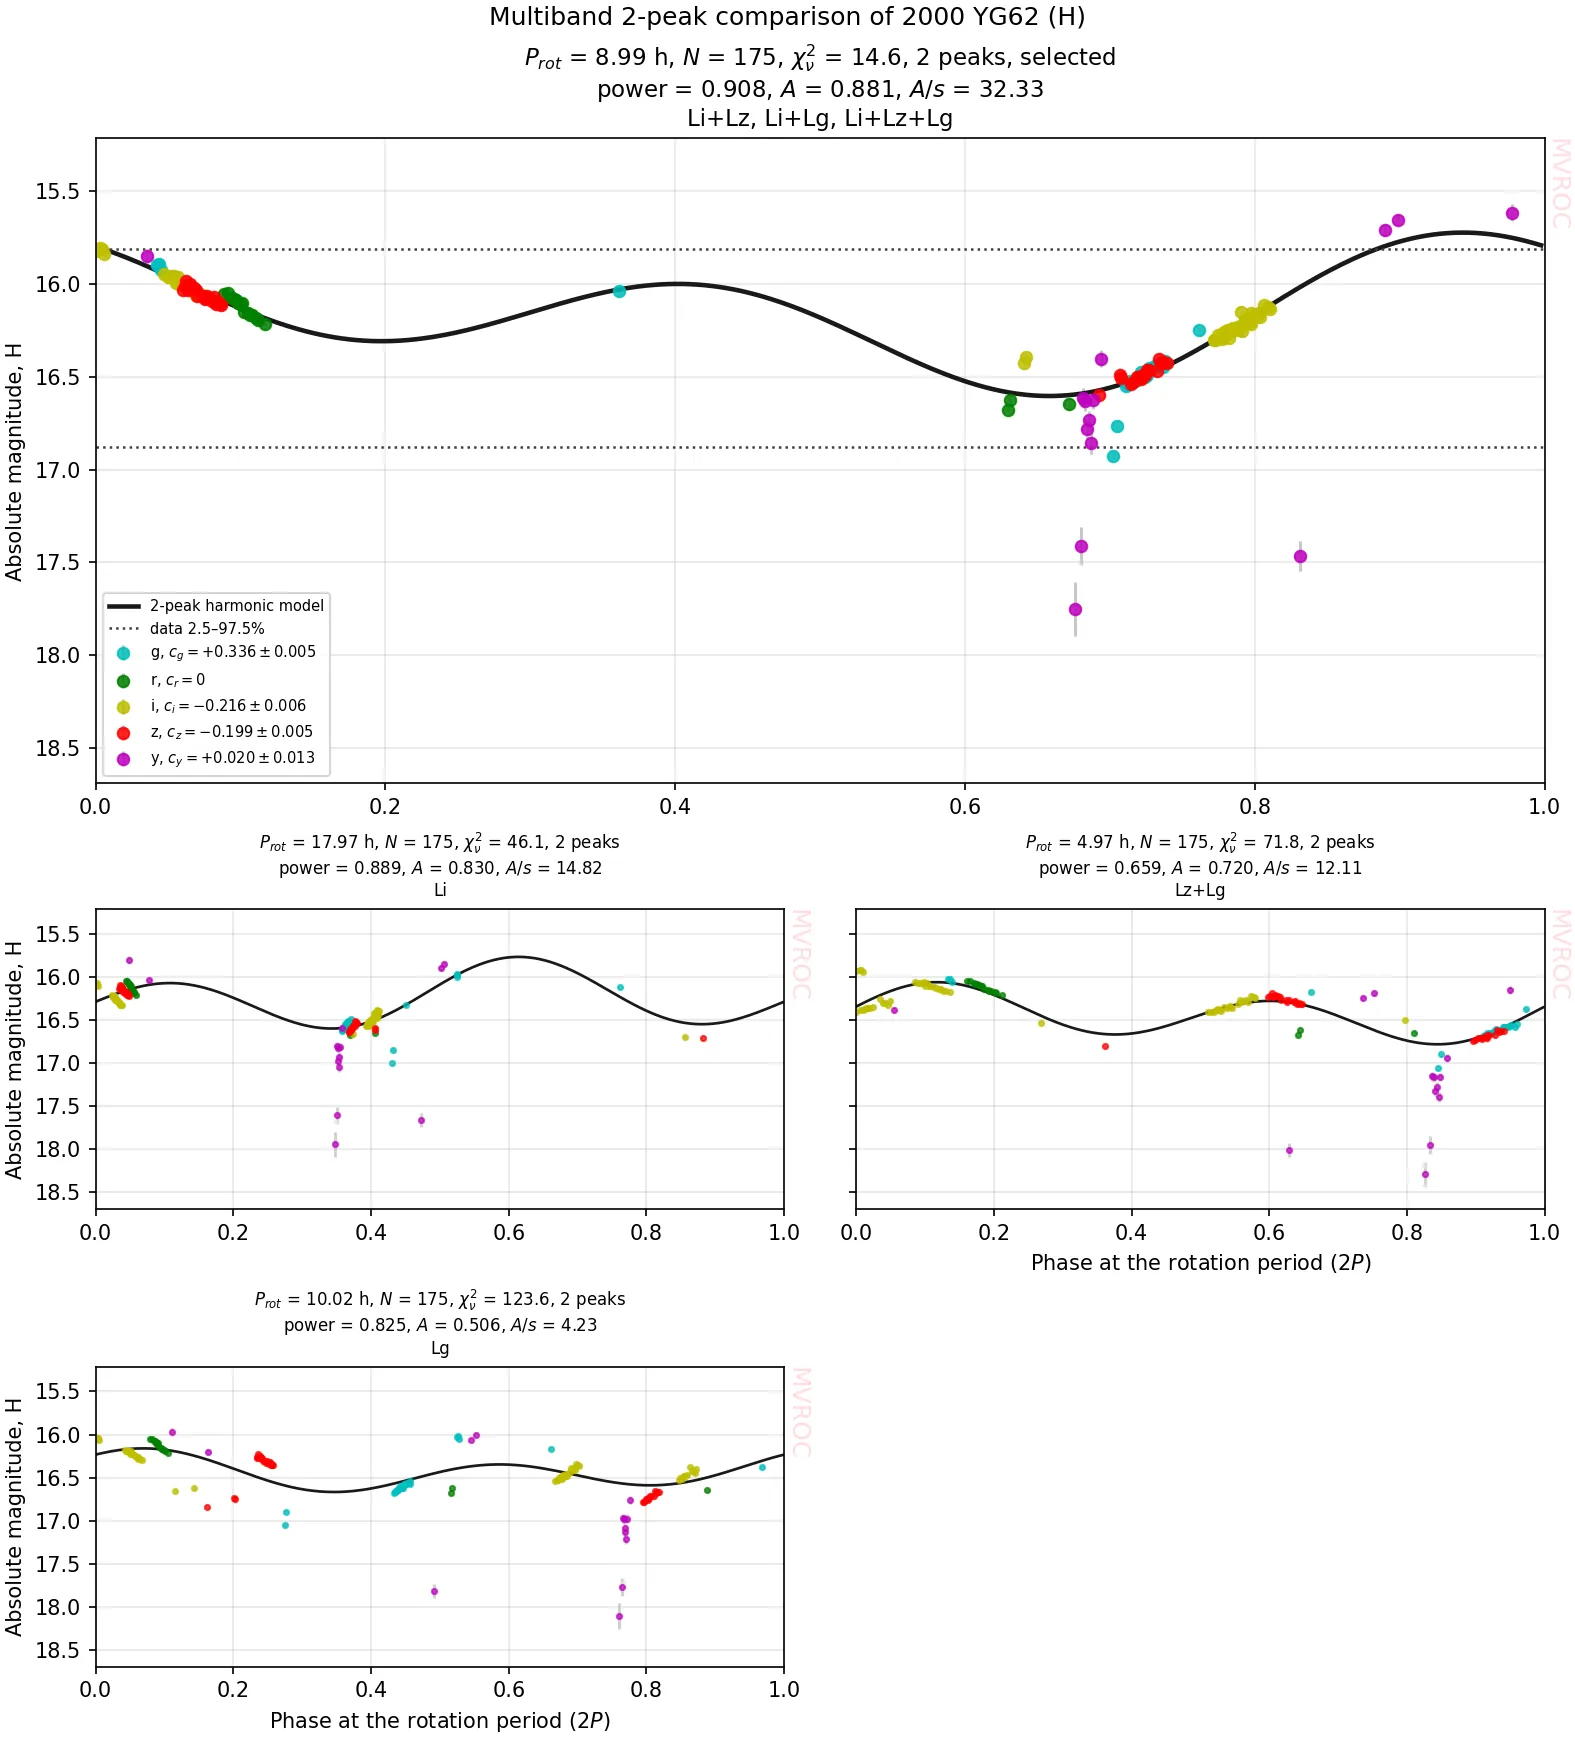 Multiband 2-peak comparison of 2000 YG62 (H)
P_rot = 8.99 h, N = 175, χ²_ν = 14.6, 2 peaks, selected
power = 0.908, A = 0.881, A/s = 32.33
Li+Lz, Li+Lg, Li+Lz+Lg
MVROC
Absolute magnitude, H
15.5
16.0
16.5
17.0
17.5
18.0
18.5
2-peak harmonic model
data 2.5–97.5%
g, c_g = +0.336 ± 0.005
r, c_r = 0
i, c_i = −0.216 ± 0.006
z, c_z = −0.199 ± 0.005
y, c_y = +0.020 ± 0.013
0.0 0.2 0.4 0.6 0.8 1.0
P_rot = 17.97 h, N = 175, χ²_ν = 46.1, 2 peaks
power = 0.889, A = 0.830, A/s = 14.82
Li
MVROC
Absolute magnitude, H
15.5
16.0
16.5
17.0
17.5
18.0
18.5
0.0 0.2 0.4 0.6 0.8 1.0
P_rot = 4.97 h, N = 175, χ²_ν = 71.8, 2 peaks
power = 0.659, A = 0.720, A/s = 12.11
Lz+Lg
MVROC
0.0 0.2 0.4 0.6 0.8 1.0
Phase at the rotation period (2P)
P_rot = 10.02 h, N = 175, χ²_ν = 123.6, 2 peaks
power = 0.825, A = 0.506, A/s = 4.23
Lg
MVROC
Absolute magnitude, H
15.5
16.0
16.5
17.0
17.5
18.0
18.5
0.0 0.2 0.4 0.6 0.8 1.0
Phase at the rotation period (2P)